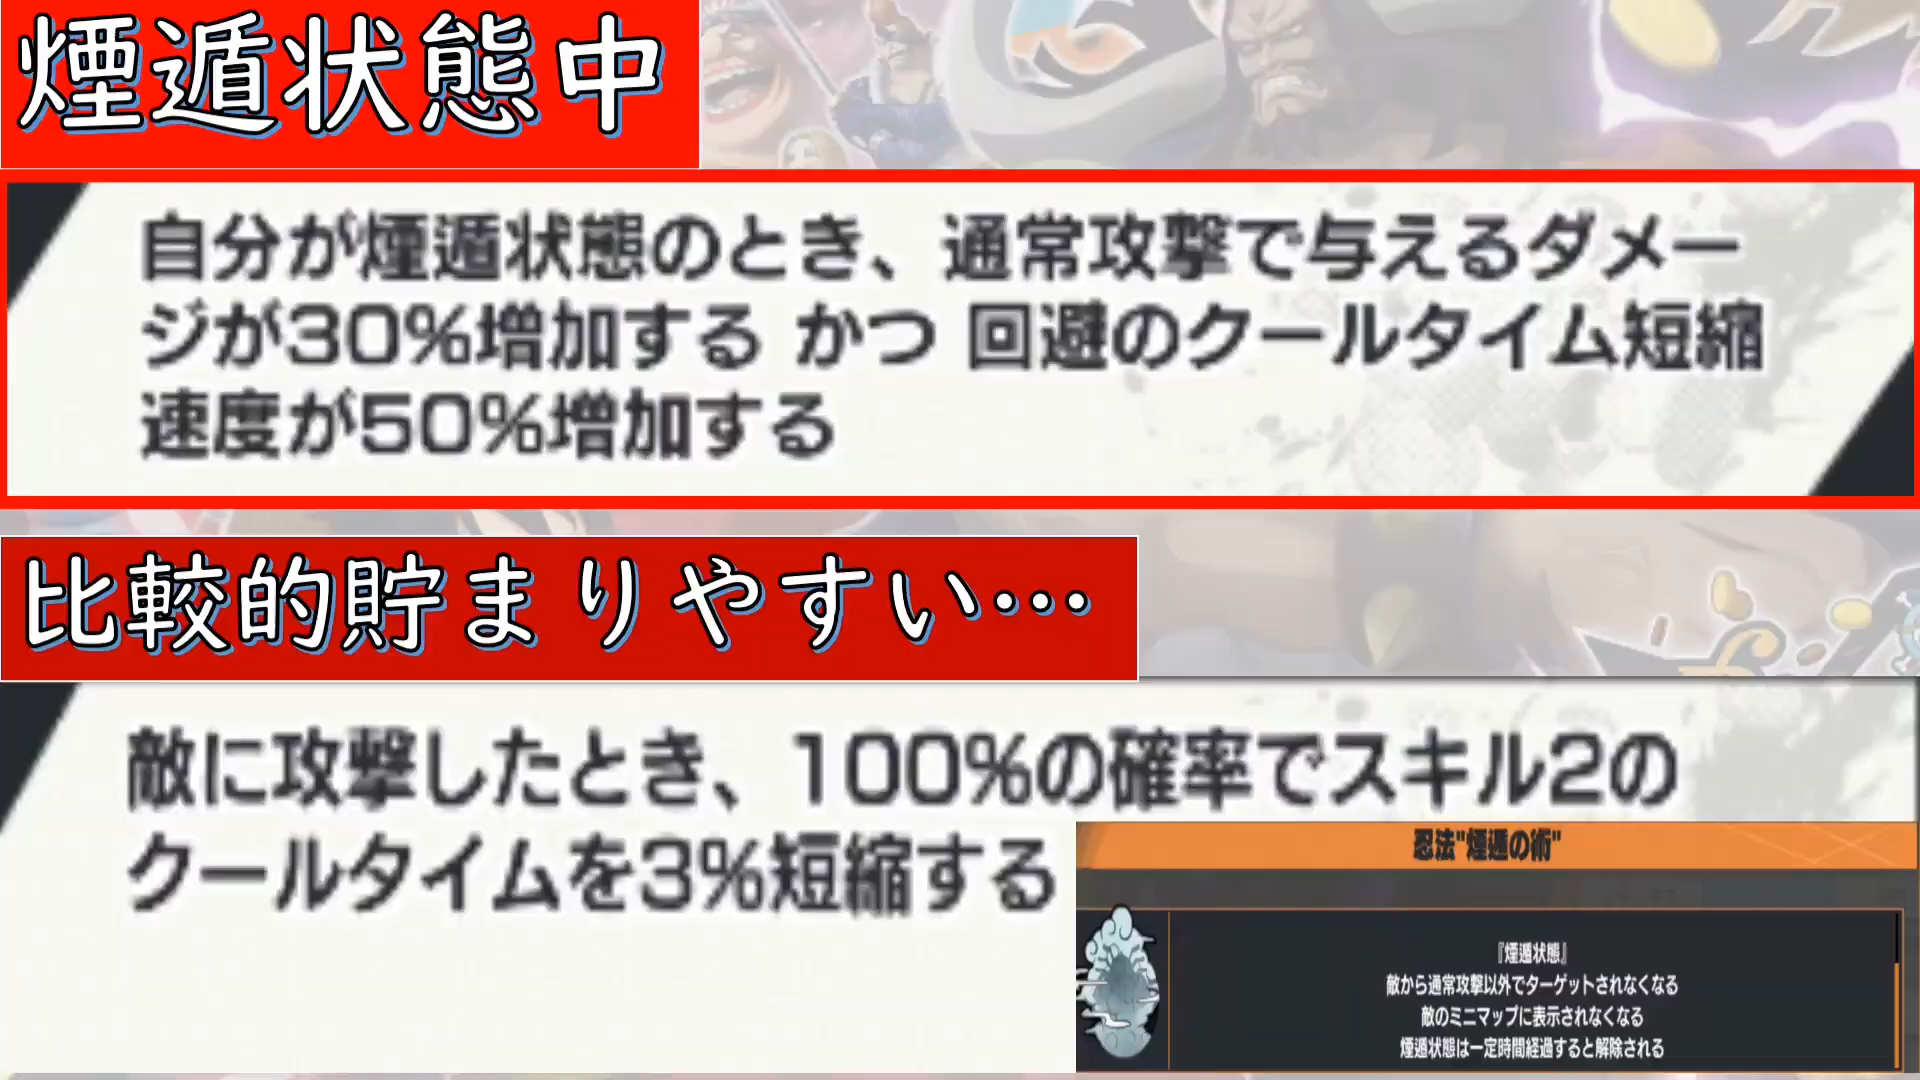 煙遁状態中
自分が煙遁状態のとき、通常攻撃で与えるダメー
ジが30%増加する かつ 回避のクールタイム短縮
速度が50%増加する
比較的貯まりやすい…
敵に攻撃したとき、100%の確率でスキル2の
クールタイムを3%短縮する
忍法"煙遁の術"
『煙遁状態』
敵から通常攻撃以外でターゲットされなくなる
敵のミニマップに表示されなくなる
煙遁状態は一定時間経過すると解除される